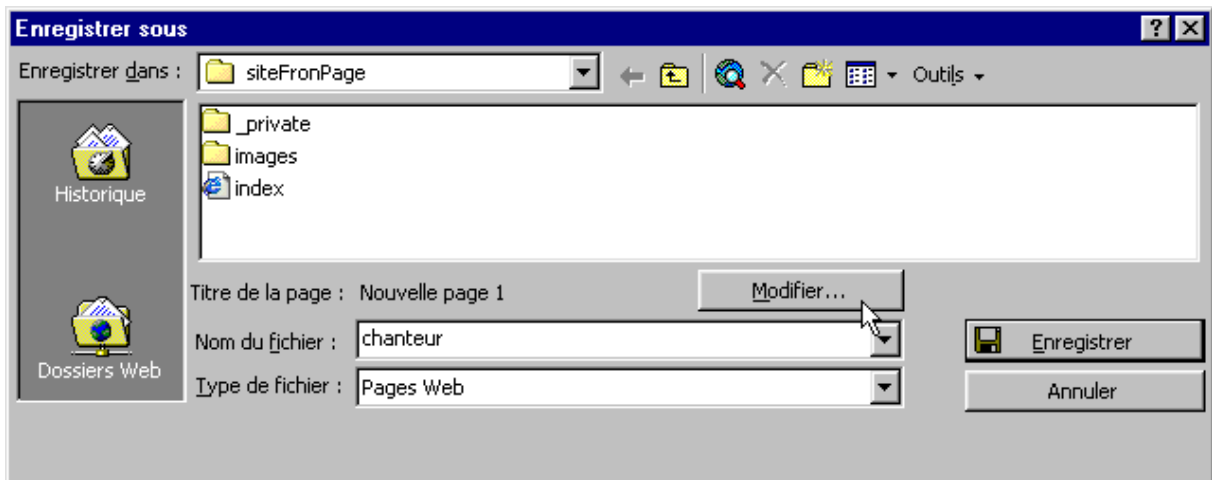 Enregistrer sous
Enregistrer dans : siteFronPage Outils
_private
images
index
Historique
Dossiers Web
Titre de la page : Nouvelle page 1 Modifier...
Nom du fichier : chanteur
Type de fichier : Pages Web
Enregistrer
Annuler